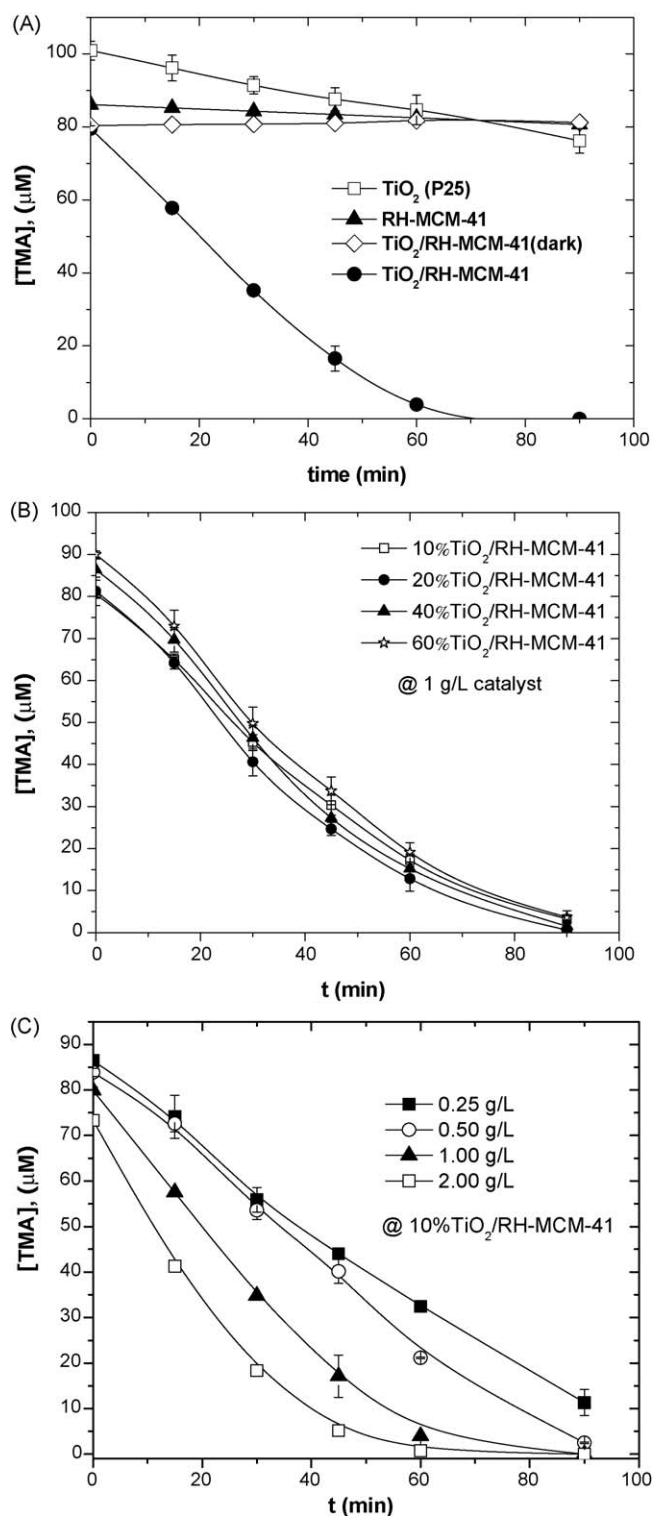 (A)
120
100
80
60
40
20
0
[TMA], (μM)
TiO2 (P25)
RH-MCM-41
TiO2/RH-MCM-41(dark)
TiO2/RH-MCM-41
0 20 40 60 80 100
time (min)
(B)
100
90
80
70
60
50
40
30
20
10
0
[TMA], (μM)
10%TiO2/RH-MCM-41
20%TiO2/RH-MCM-41
40%TiO2/RH-MCM-41
60%TiO2/RH-MCM-41
@ 1 g/L catalyst
0 20 40 60 80 100
t (min)
(C)
90
80
70
60
50
40
30
20
10
0
[TMA], (μM)
0.25 g/L
0.50 g/L
1.00 g/L
2.00 g/L
@ 10%TiO2/RH-MCM-41
0 20 40 60 80 100
t (min)